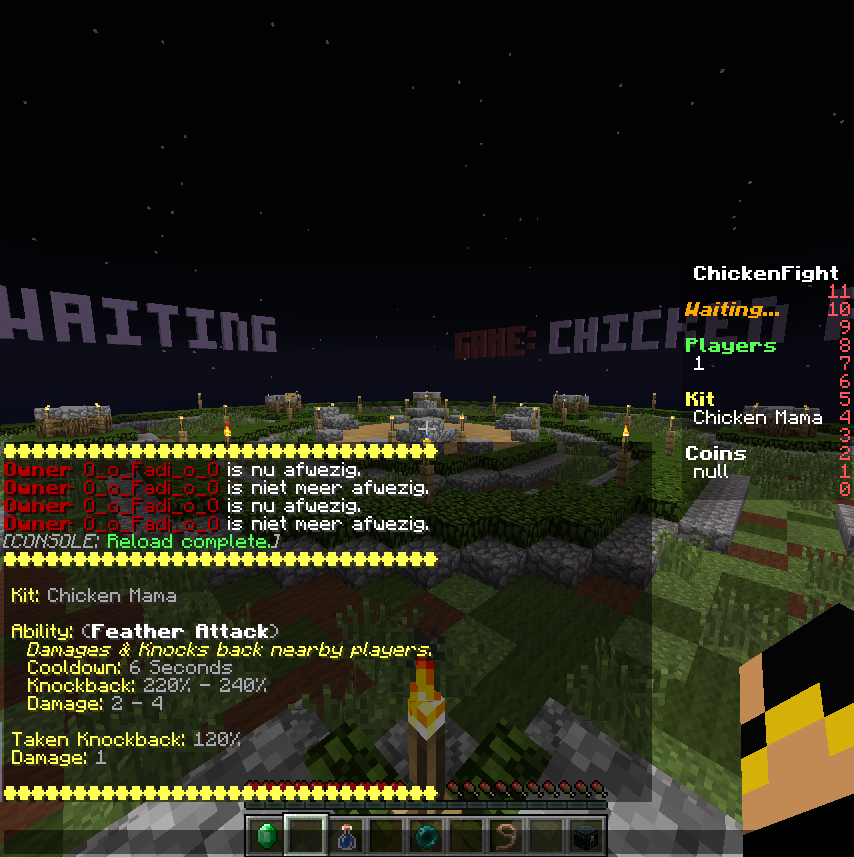 WAITING
GAME: CHICKEN
ChickenFight
11
Waiting... 10
9
Players 8
1 7
6
Kit 5
Chicken Mama 4
3
Coins 2
null 1
0
Owner O_o_Fadi_o_O is nu afwezig.
Owner O_o_Fadi_o_O is niet meer afwezig.
Owner O_o_Fadi_o_O is nu afwezig.
Owner O_o_Fadi_o_O is niet meer afwezig.
[CONSOLE: Reload complete.]
Kit: Chicken Mama
Ability: (Feather Attack)
Damages & Knocks back nearby players.
Cooldown: 6 Seconds
Knockback: 220% - 240%
Damage: 2 - 4
Taken Knockback: 120%
Damage: 1